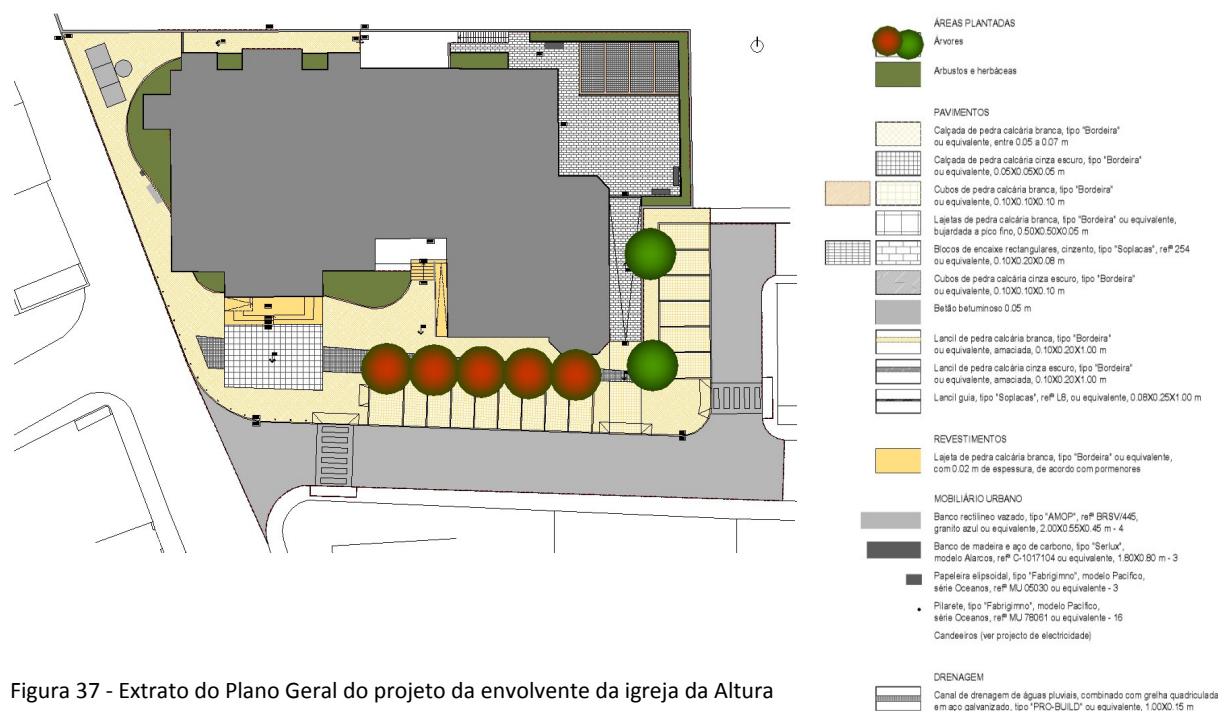 ÁREAS PLANTADAS
Árvores
Arbustos e herbáceas
PAVIMENTOS
Calçada de pedra calcária branca, tipo "Bordeira"
ou equivalente, entre 0.05 a 0.07 m
Calçada de pedra calcária cinza escuro, tipo "Bordeira"
ou equivalente, 0.05X0.05X0.05 m
Cubos de pedra calcária branca, tipo "Bordeira"
ou equivalente, 0.10X0.10X0.10 m
Lajetas de pedra calcária branca, tipo "Bordeira" ou equivalente,
bujardada a pico fino, 0.50X0.50X0.05 m
Blocos de encaixe rectangulares, cinzento, tipo "Soplacas", refª 254
ou equivalente, 0.10X0.20X0.08 m
Cubos de pedra calcária cinza escuro, tipo "Bordeira"
ou equivalente, 0.10X0.10X0.10 m
Betão betuminoso 0.05 m
Lancil de pedra calcária branca, tipo "Bordeira"
ou equivalente, amaciada, 0.10X0.20X1.00 m
Lancil de pedra calcária cinza escuro, tipo "Bordeira"
ou equivalente, amaciada, 0.10X0.20X1.00 m
Lancil guia, tipo "Soplacas", refª L8, ou equivalente, 0.08X0.25X1.00 m
REVESTIMENTOS
Lajeta de pedra calcária branca, tipo "Bordeira" ou equivalente,
com 0.02 m de espessura, de acordo com pormenores
MOBILIÁRIO URBANO
Banco rectilineo vazado, tipo "AMOP", refª BRSV/445,
granito azul ou equivalente, 2.00X0.55X0.45 m - 4
Banco de madeira e aço de carbono, tipo "Serlux",
modelo Alarcos, refª C-1017104 ou equivalente, 1.80X0.80 m - 3
Papeleira elipsoidal, tipo "Fabrigimno", modelo Pacífico,
série Oceanos, refª MU 05030 ou equivalente - 3
Pilarete, tipo "Fabrigimno", modelo Pacífico,
série Oceanos, refª MU 78061 ou equivalente - 16
Candeeiros (ver projecto de electricidade)
DRENAGEM
Canal de drenagem de águas pluviais, combinado com grelha quadriculada
em aço galvanizado, tipo "PRO-BUILD" ou equivalente, 1.00X0.15 m
Figura 37 - Extrato do Plano Geral do projeto da envolvente da igreja da Altura